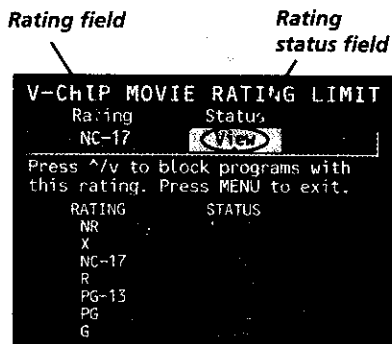 Rating field Rating
status field
V-CHIP MOVIE RATING LIMIT
Rating Status
NC-17 View
Press ^/v to block programs with
this rating. Press MENU to exit.
RATING STATUS
NR
X
NC-17
R
PG-13
PG
G